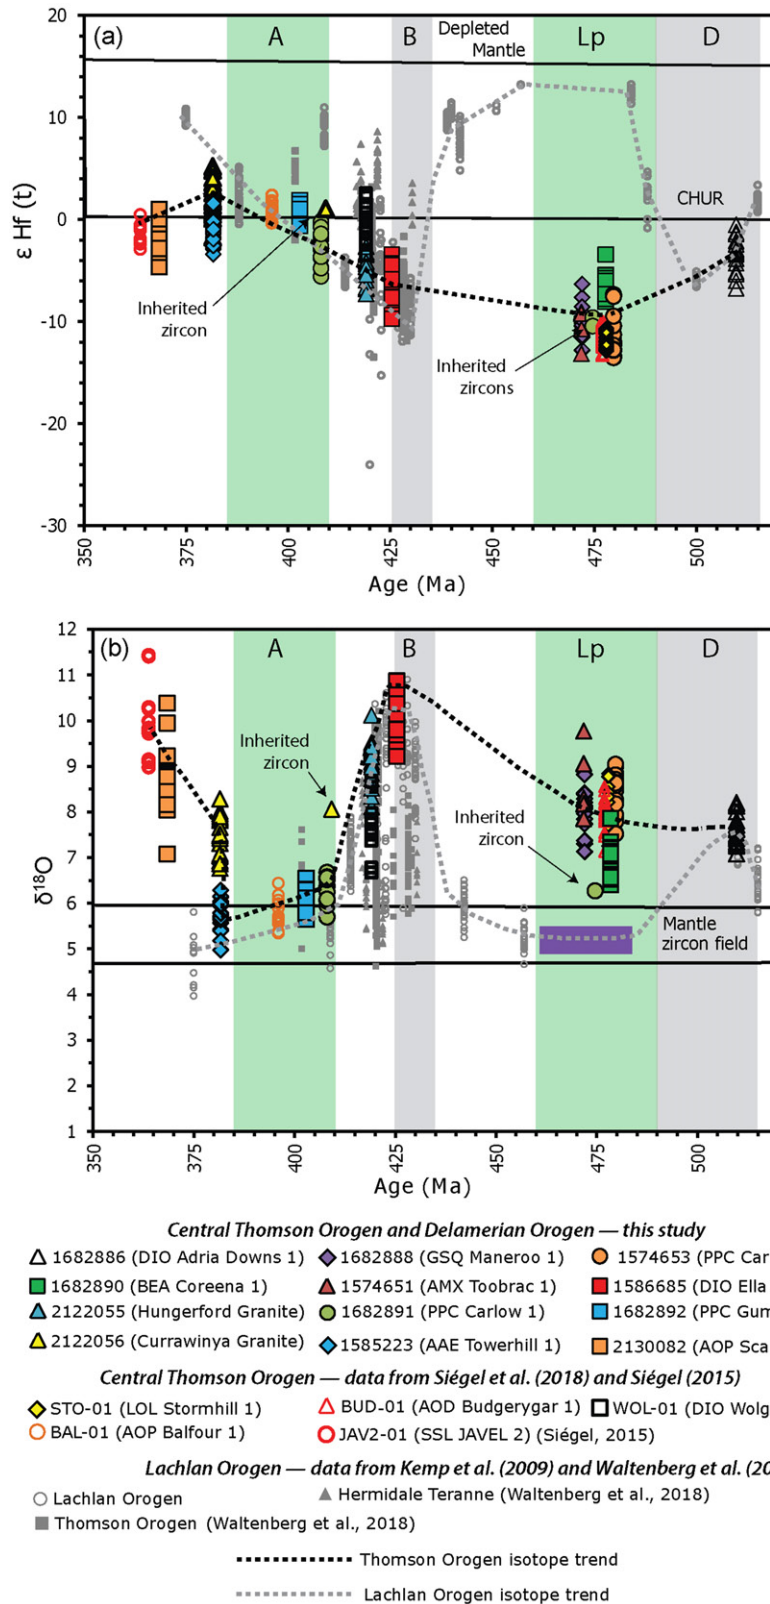 (a) A B Depleted Mantle Lp D
20
10
0
-10
-20
-30
ε Hf (t)
CHUR
Inherited zircon
Inherited zircons
350 375 400 425 450 475 500
Age (Ma)
(b) A B Lp D
12
11
10
9
8
7
6
5
4
3
2
1
δ18O
Inherited zircon
Inherited zircon
Mantle zircon field
350 375 400 425 450 475 500
Age (Ma)
Central Thomson Orogen and Delamerian Orogen — this study
1682886 (DIO Adria Downs 1) 1682888 (GSQ Maneroo 1) 1574653 (PPC Car
1682890 (BEA Coreena 1) 1574651 (AMX Toobrac 1) 1586685 (DIO Ella
2122055 (Hungerford Granite) 1682891 (PPC Carlow 1) 1682892 (PPC Gum
2122056 (Currawinya Granite) 1585223 (AAE Towerhill 1) 2130082 (AOP Sca
Central Thomson Orogen — data from Siégel et al. (2018) and Siégel (2015)
STO-01 (LOL Stormhill 1) BUD-01 (AOD Budgerygar 1) WOL-01 (DIO Wolg
BAL-01 (AOP Balfour 1) JAV2-01 (SSL JAVEL 2) (Siégel, 2015)
Lachlan Orogen — data from Kemp et al. (2009) and Waltenberg et al. (20
Lachlan Orogen Hermidale Teranne (Waltenberg et al., 2018)
Thomson Orogen (Waltenberg et al., 2018)
Thomson Orogen isotope trend
Lachlan Orogen isotope trend